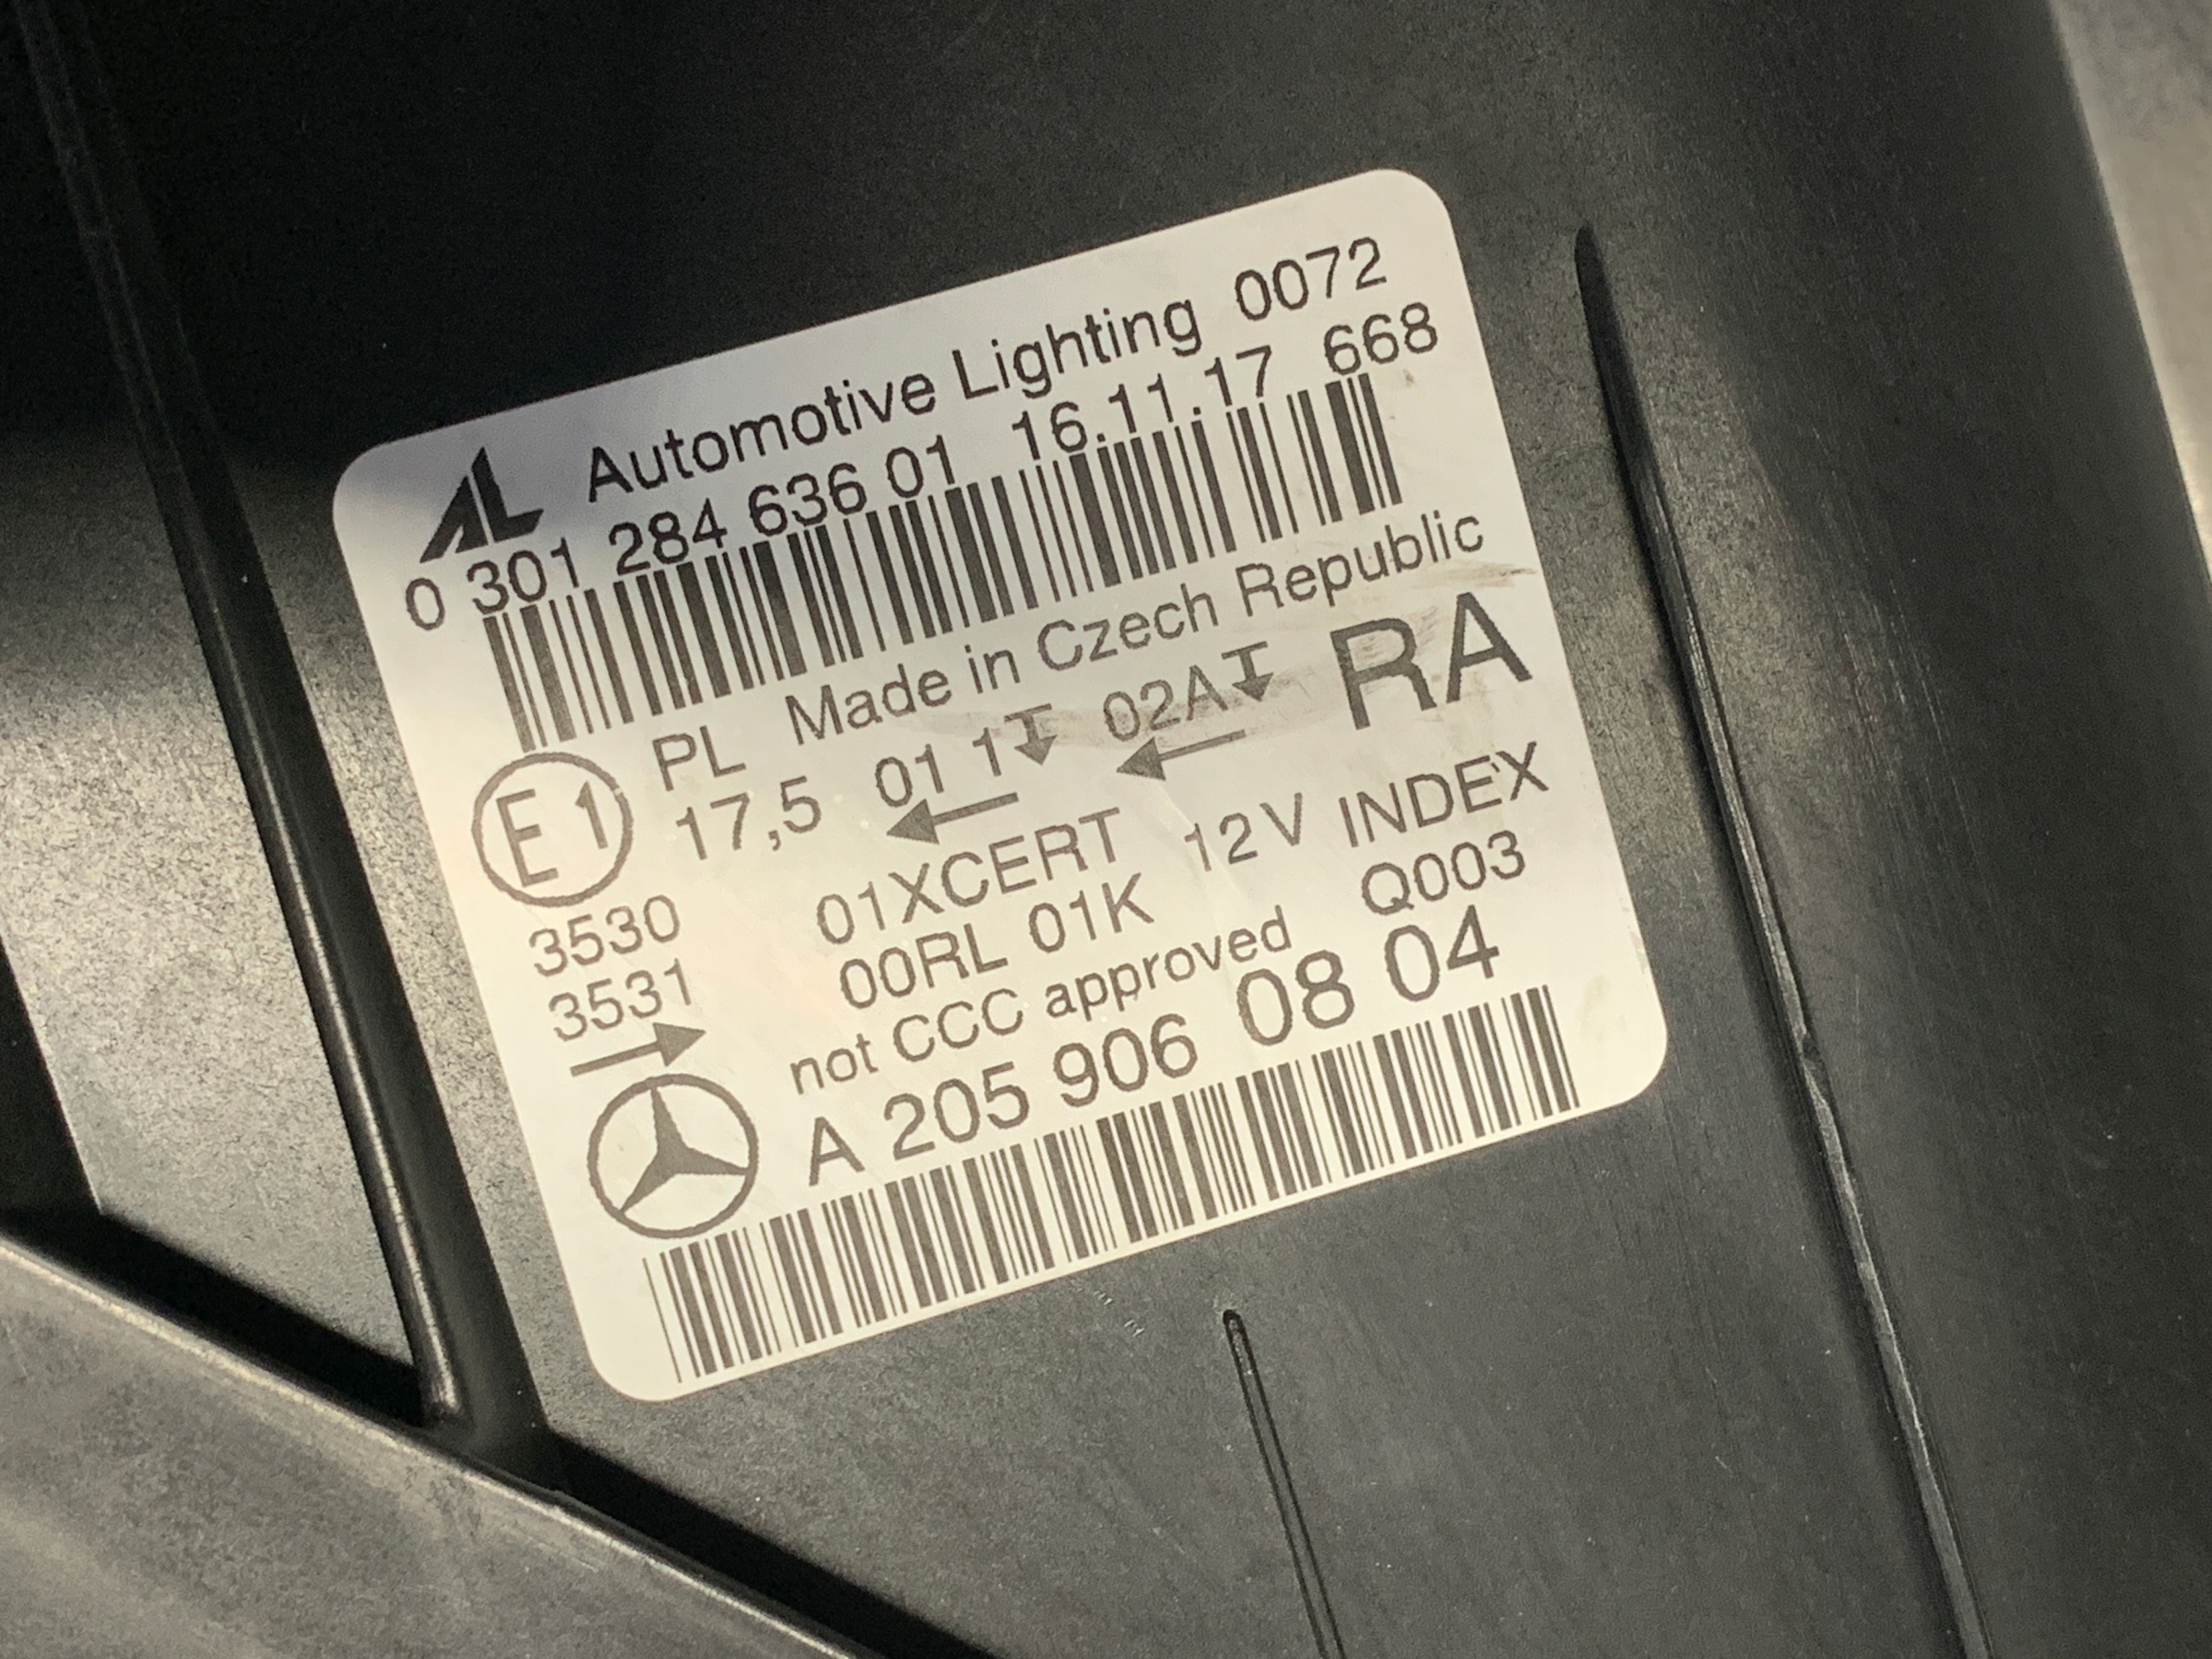 AL Automotive Lighting 0072
0 301 284 636 01 16.11.17 668
PL Made in Czech Republic
E1 17,5 01 1 02A RA
01XCERT 12V INDEX
3530 00RL 01K Q003
3531 not CCC approved
A 205 906 08 04